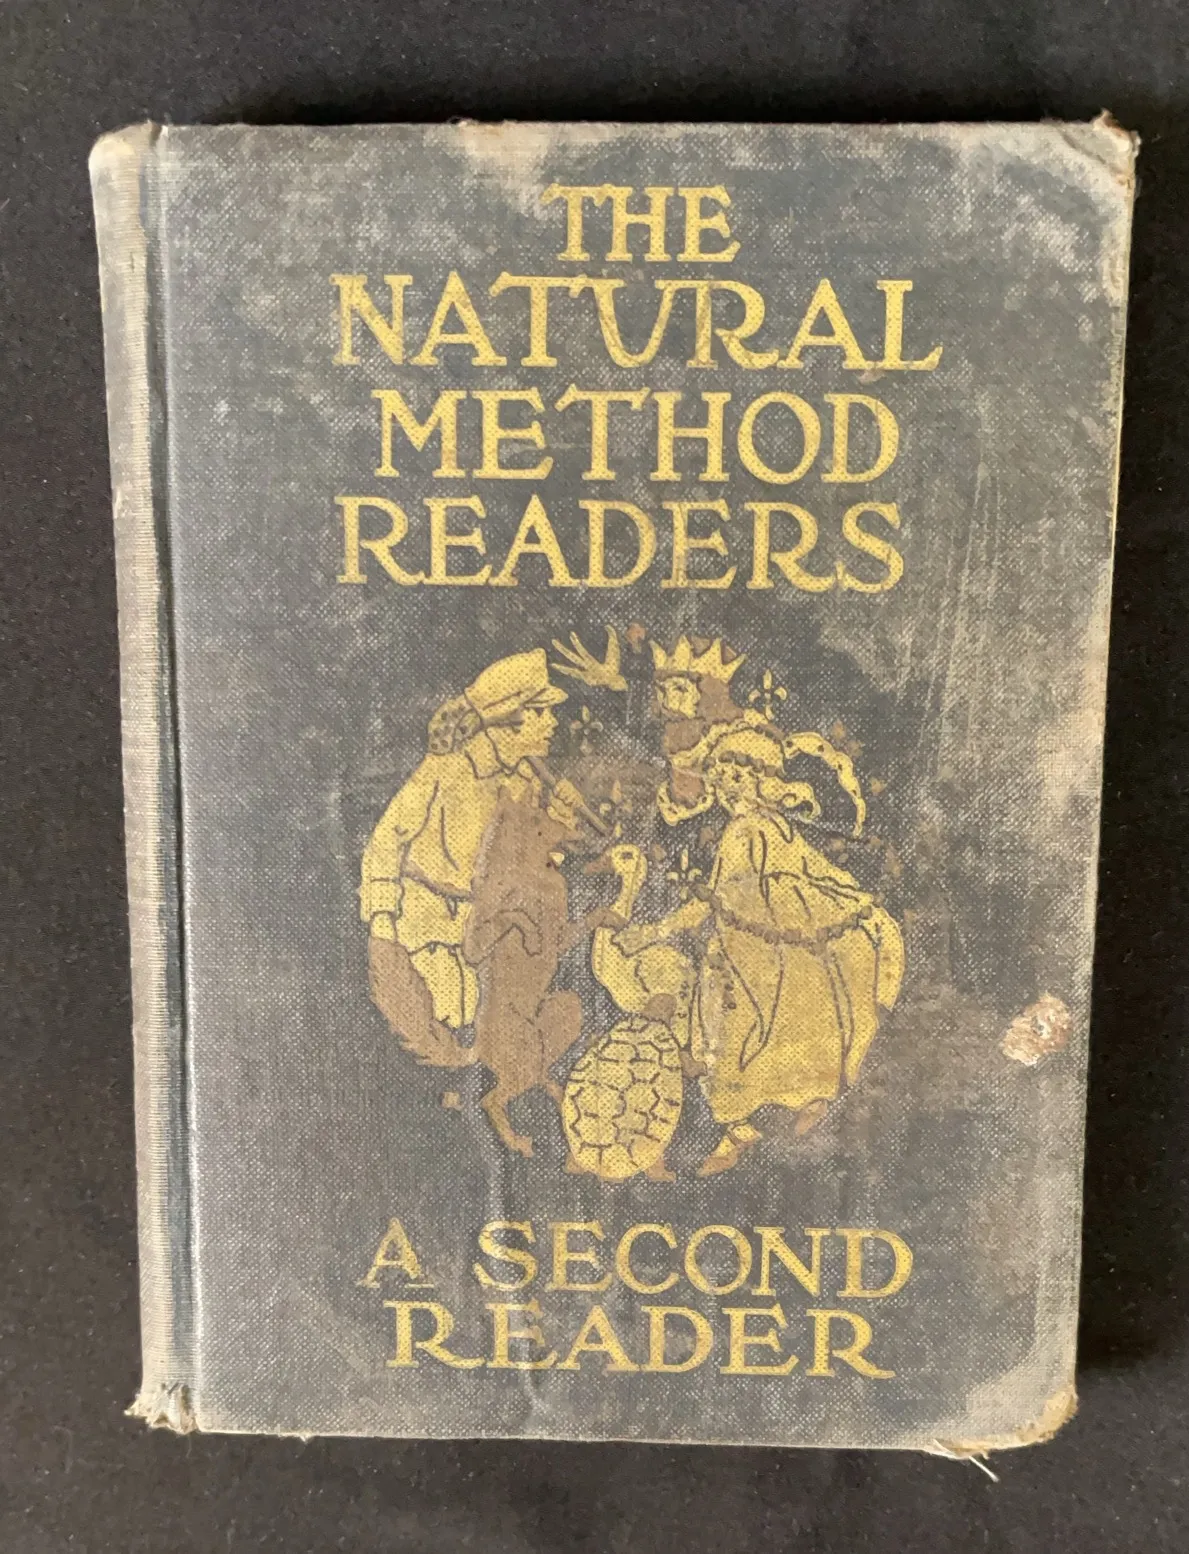 THE
NATURAL
METHOD
READERS
A SECOND
READER